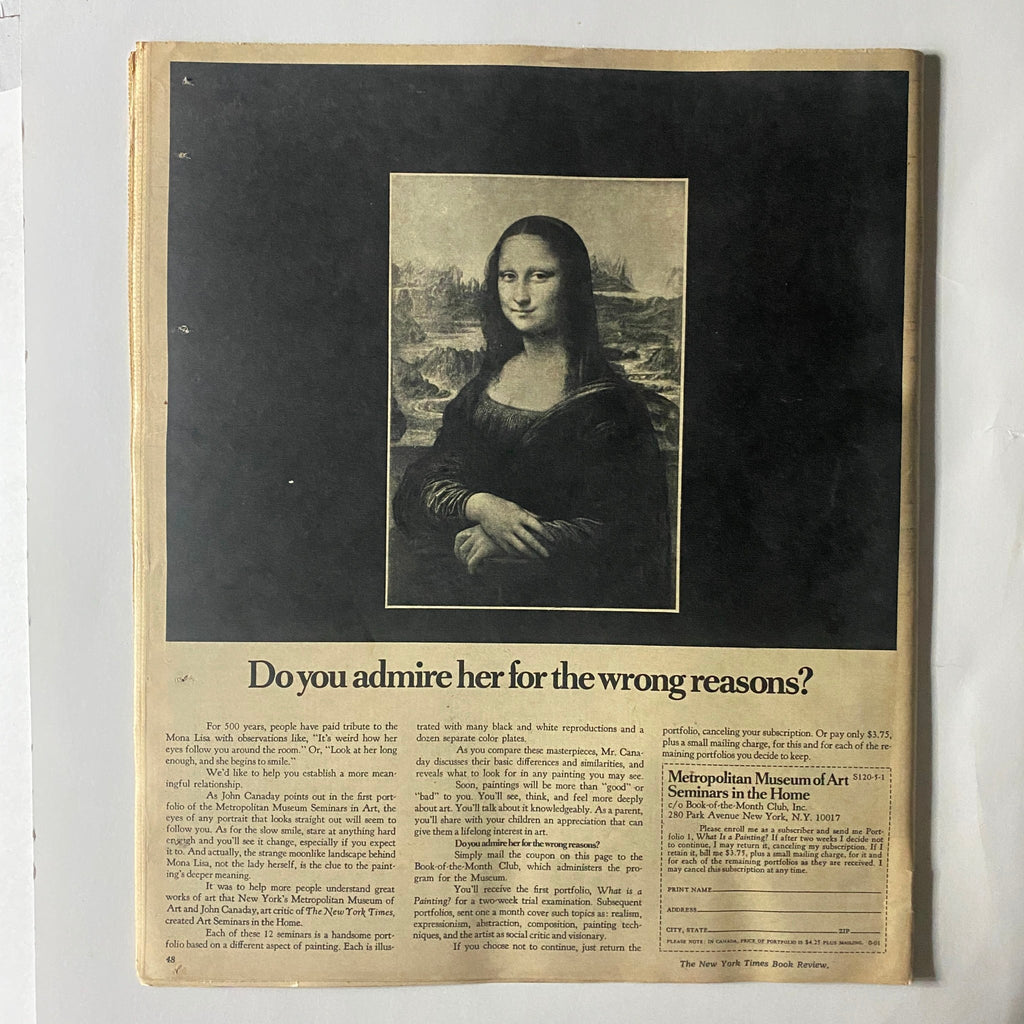 Do you admire her for the wrong reasons?
For 500 years, people have paid tribute to the
Mona Lisa with observations like, "It's weird how her
eyes follow you around the room." Or, "Look at her long
enough, and she begins to smile."
We'd like to help you establish a more mean-
ingful relationship.
As John Canaday points out in the first port-
folio of the Metropolitan Museum Seminars in Art, the
eyes of any portrait that looks straight out will seem to
follow you. As for the slow smile, stare at anything hard
enough and you'll see it change, especially if you expect
it to. And actually, the strange moonlike landscape behind
Mona Lisa, not the lady herself, is the clue to the paint-
ing's deeper meaning.
It was to help more people understand great
works of art that New York's Metropolitan Museum of
Art and John Canaday, art critic of The New York Times,
created Art Seminars in the Home.
Each of these 12 seminars is a handsome port-
folio based on a different aspect of painting. Each is illus-
48
trated with many black and white reproductions and a
dozen separate color plates.
As you compare these masterpieces, Mr. Cana-
day discusses their basic differences and similarities, and
reveals what to look for in any painting you may see.
Soon, paintings will be more than "good" or
"bad" to you. You'll see, think, and feel more deeply
about art. You'll talk about it knowledgeably. As a parent,
you'll share with your children an appreciation that can
give them a lifelong interest in art.
Do you admire her for the wrong reasons?
Simply mail the coupon on this page to the
Book-of-the-Month Club, which administers the pro-
gram for the Museum.
You'll receive the first portfolio, What is a
Painting? for a two-week trial examination. Subsequent
portfolios, sent one a month cover such topics as: realism,
expressionism, abstraction, composition, painting tech-
niques, and the artist as social critic and visionary.
If you choose not to continue, just return the
portfolio, canceling your subscription. Or pay only $3.75,
plus a small mailing charge, for this and for each of the re-
maining portfolios you decide to keep.
Metropolitan Museum of Art S120-5-1
Seminars in the Home
c/o Book-of-the-Month Club, Inc.
280 Park Avenue New York, N.Y. 10017
Please enroll me as a subscriber and send me Port-
folio 1, What Is a Painting? If after two weeks I decide not
to continue, I may return it, canceling my subscription. If I
retain it, bill me $3.75, plus a small mailing charge, for it and
for each of the remaining portfolios as they are received. I
may cancel this subscription at any time.
PRINT NAME
ADDRESS
CITY, STATE ZIP
PLEASE NOTE: IN CANADA, PRICE OF PORTFOLIO IS $4.25 PLUS MAILING. 0-01
The New York Times Book Review.